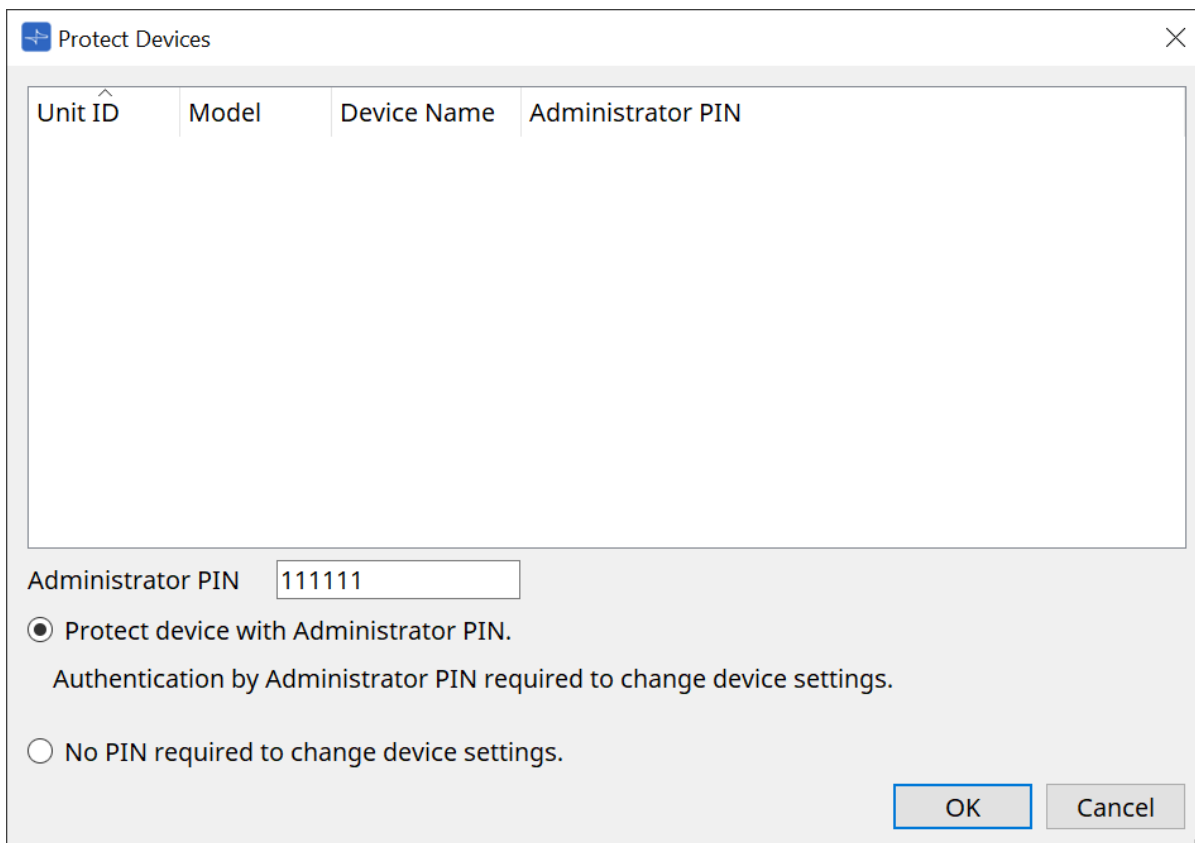 Protect Devices
Unit ID Model Device Name Administrator PIN
Administrator PIN 111111
Protect device with Administrator PIN.
Authentication by Administrator PIN required to change device settings.
No PIN required to change device settings.
OK Cancel